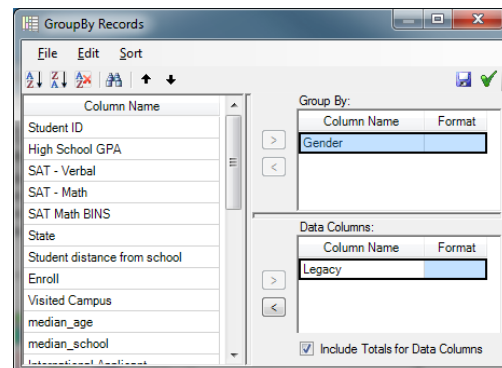 GroupBy Records
File Edit Sort
Column Name
Student ID
High School GPA
SAT - Verbal
SAT - Math
SAT Math BINS
State
Student distance from school
Enroll
Visited Campus
median_age
median_school
International Applicant
Group By:
Column Name Format
Gender
Data Columns:
Column Name Format
Legacy
Include Totals for Data Columns